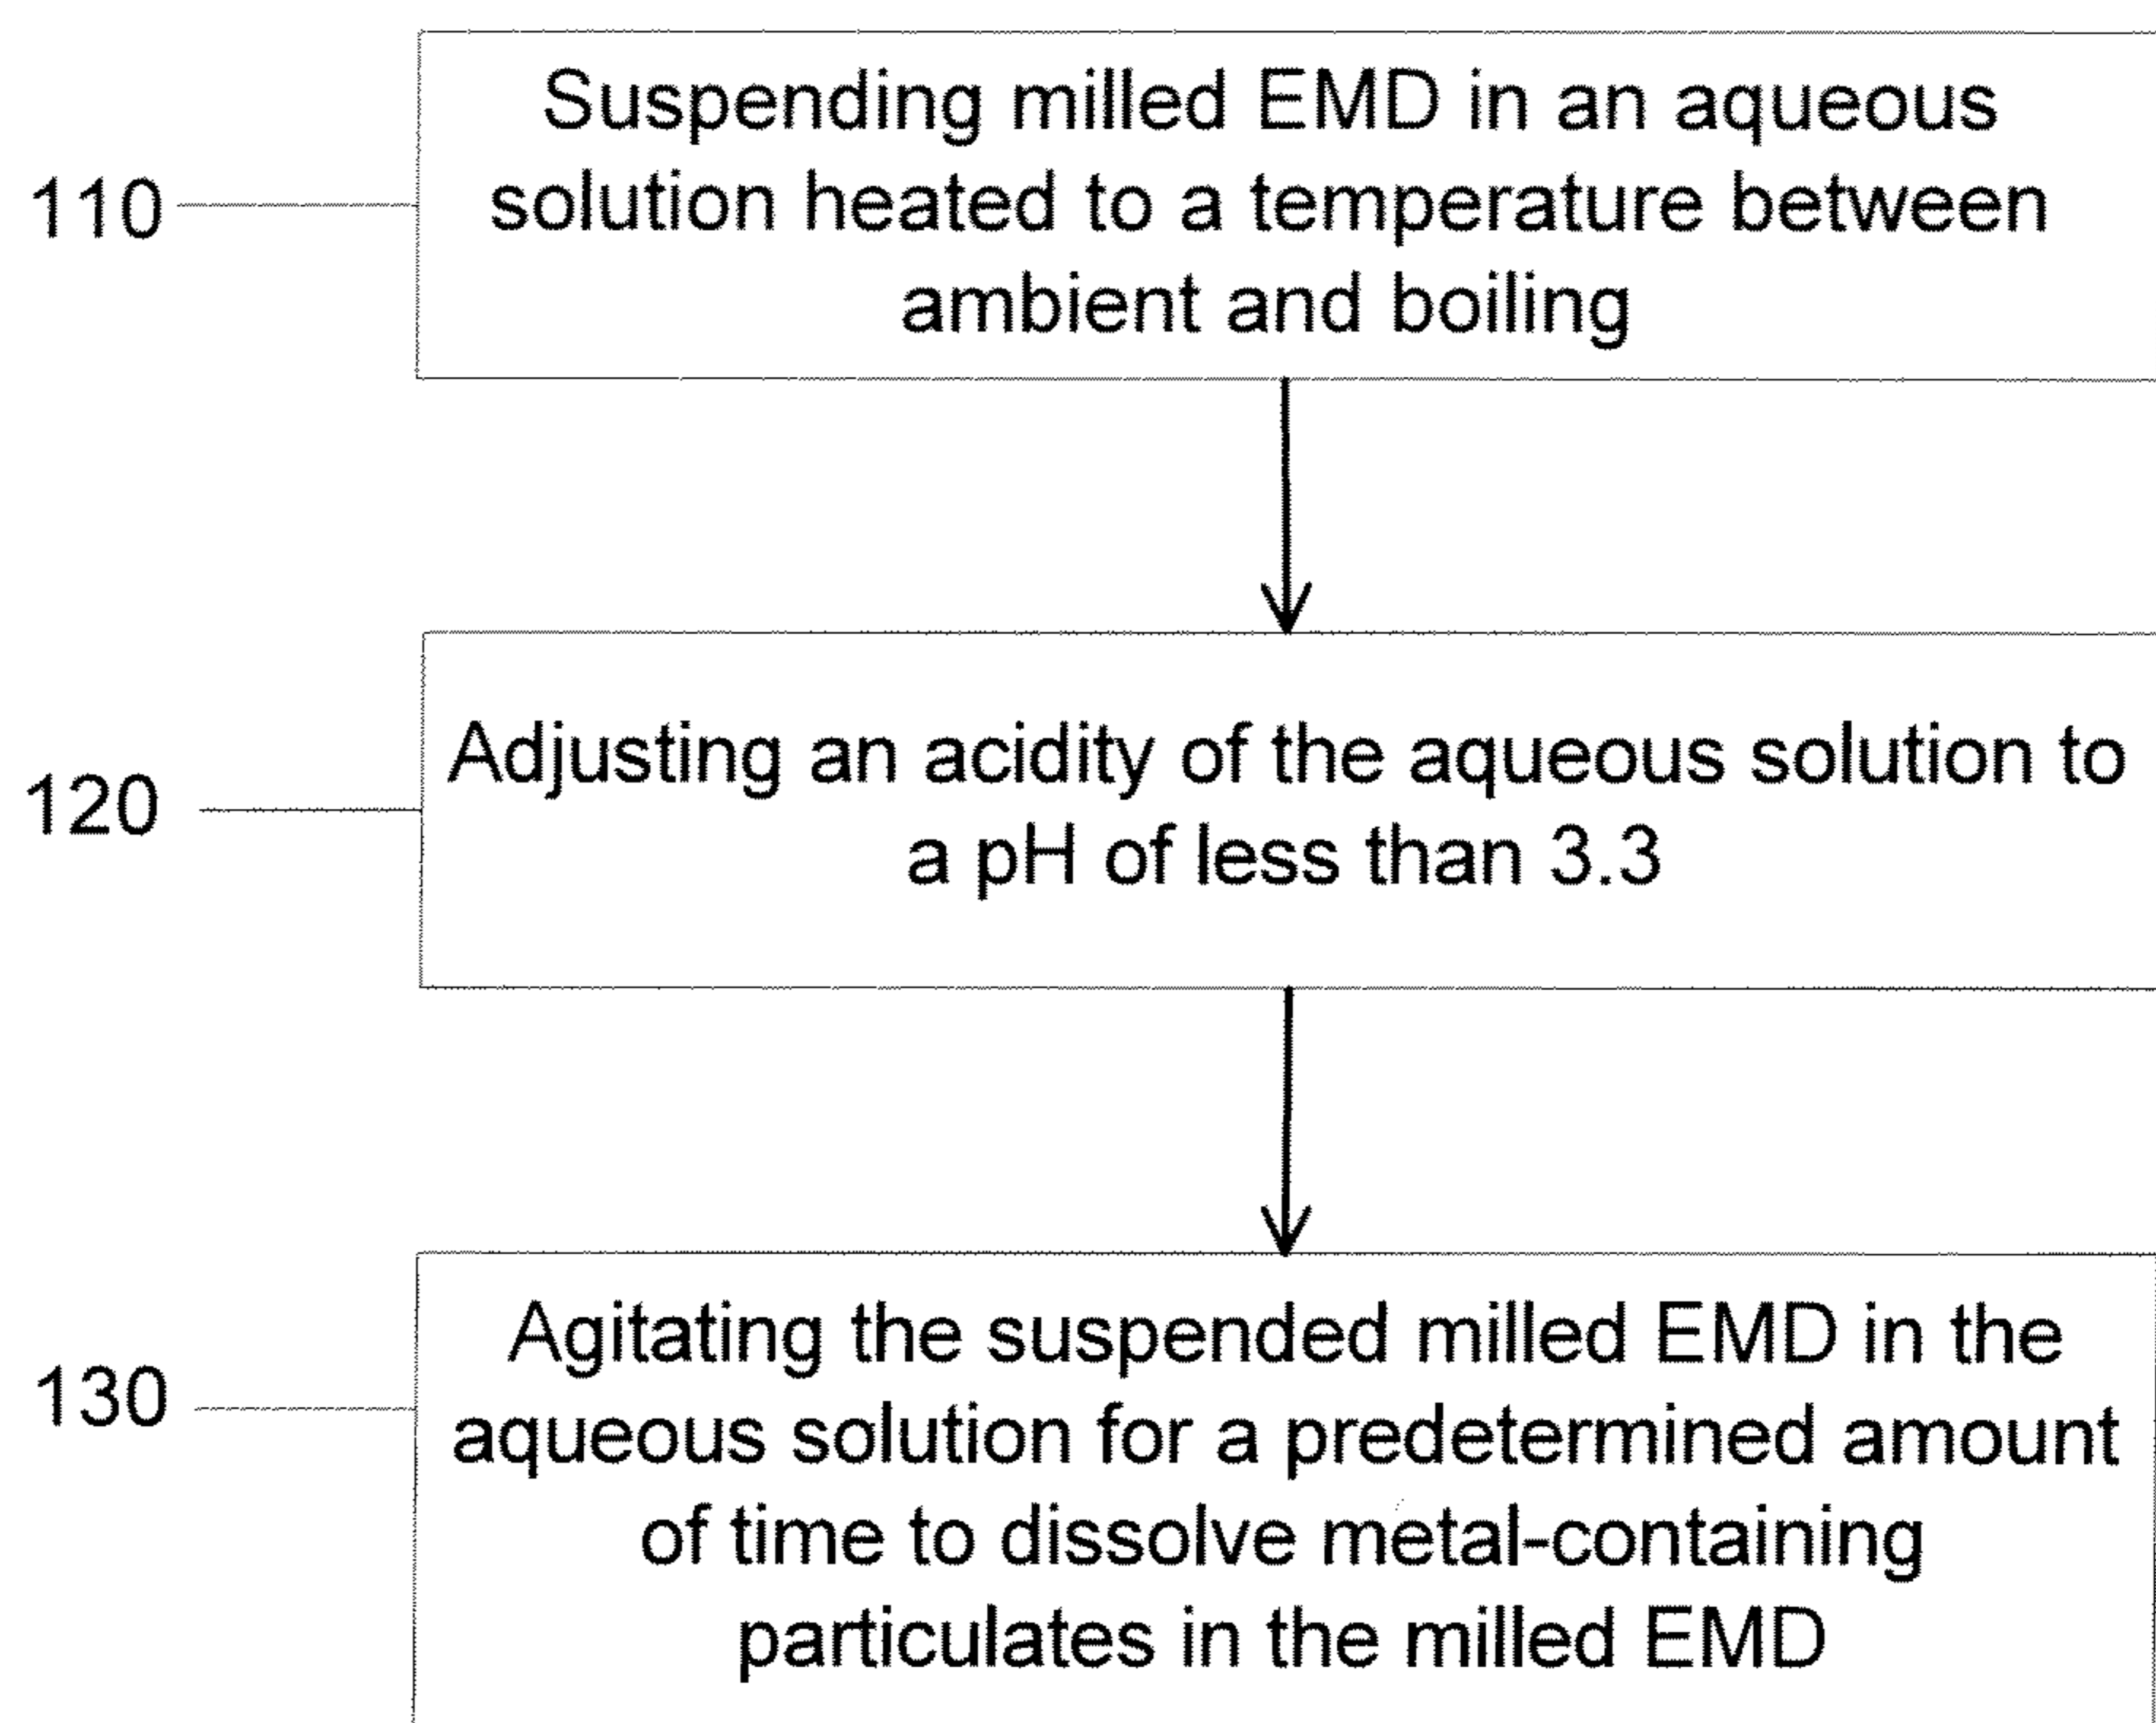 Suspending milled EMD in an aqueous
solution heated to a temperature between
ambient and boiling
110
Adjusting an acidity of the aqueous solution to
a pH of less than 3.3
120
Agitating the suspended milled EMD in the
aqueous solution for a predetermined amount
of time to dissolve metal-containing
particulates in the milled EMD
130